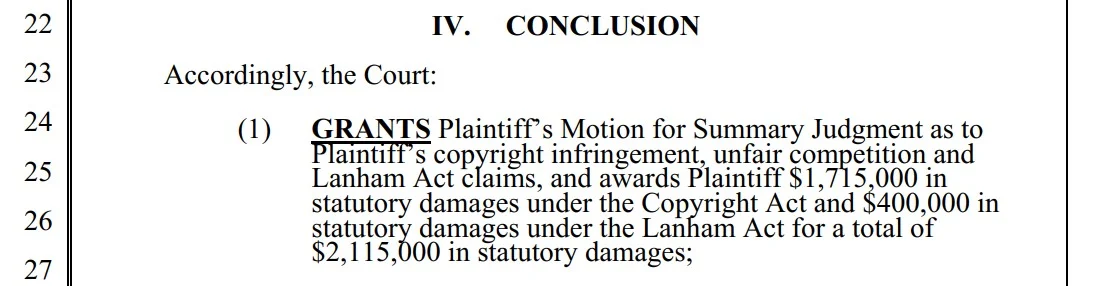 22 IV. CONCLUSION
23 Accordingly, the Court:
24 (1) GRANTS Plaintiff's Motion for Summary Judgment as to
Plaintiff's copyright infringement, unfair competition and
25 Lanham Act claims, and awards Plaintiff $1,715,000 in
statutory damages under the Copyright Act and $400,000 in
26 statutory damages under the Lanham Act for a total of
27 $2,115,000 in statutory damages;